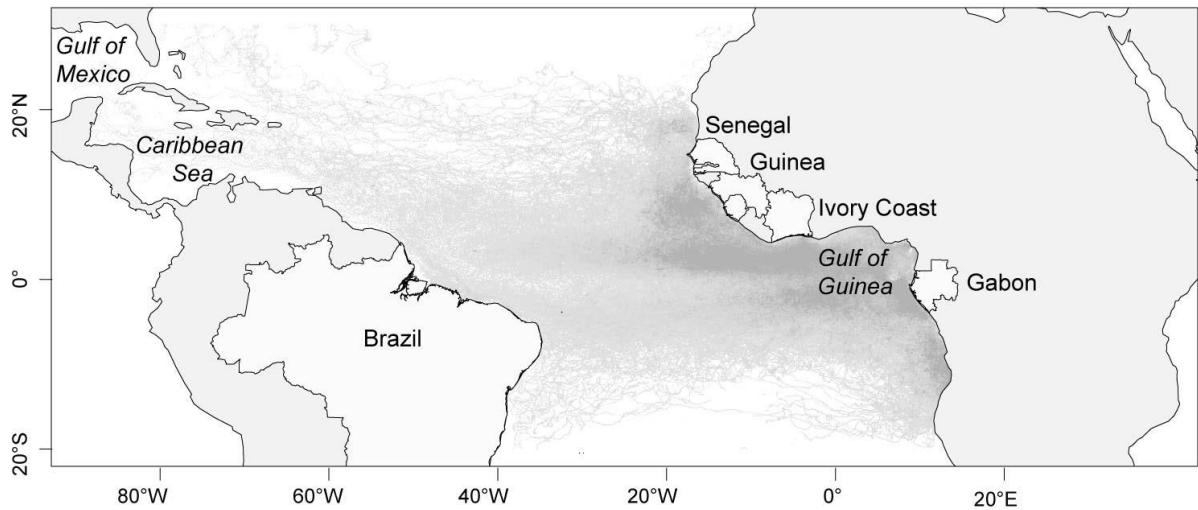 Gulf of
Mexico
20°N
Senegal
Caribbean
Sea
Guinea
Ivory Coast
Gulf of
Guinea
0°
Gabon
Brazil
20°S
80°W
60°W
40°W
20°W
0°
20°E